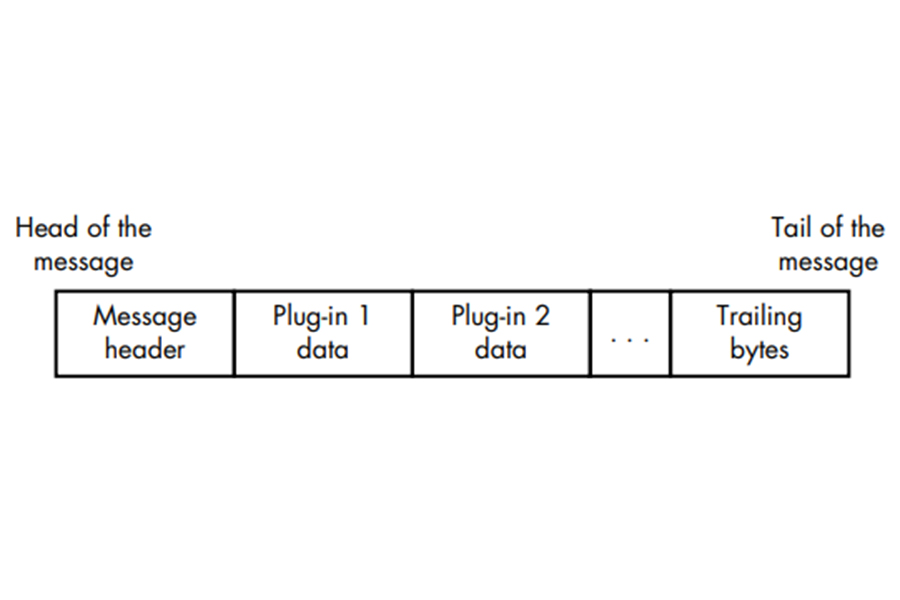 Head of the
message
Tail of the
message
Message
header
Plug-in 1
data
Plug-in 2
data
. . .
Trailing
bytes